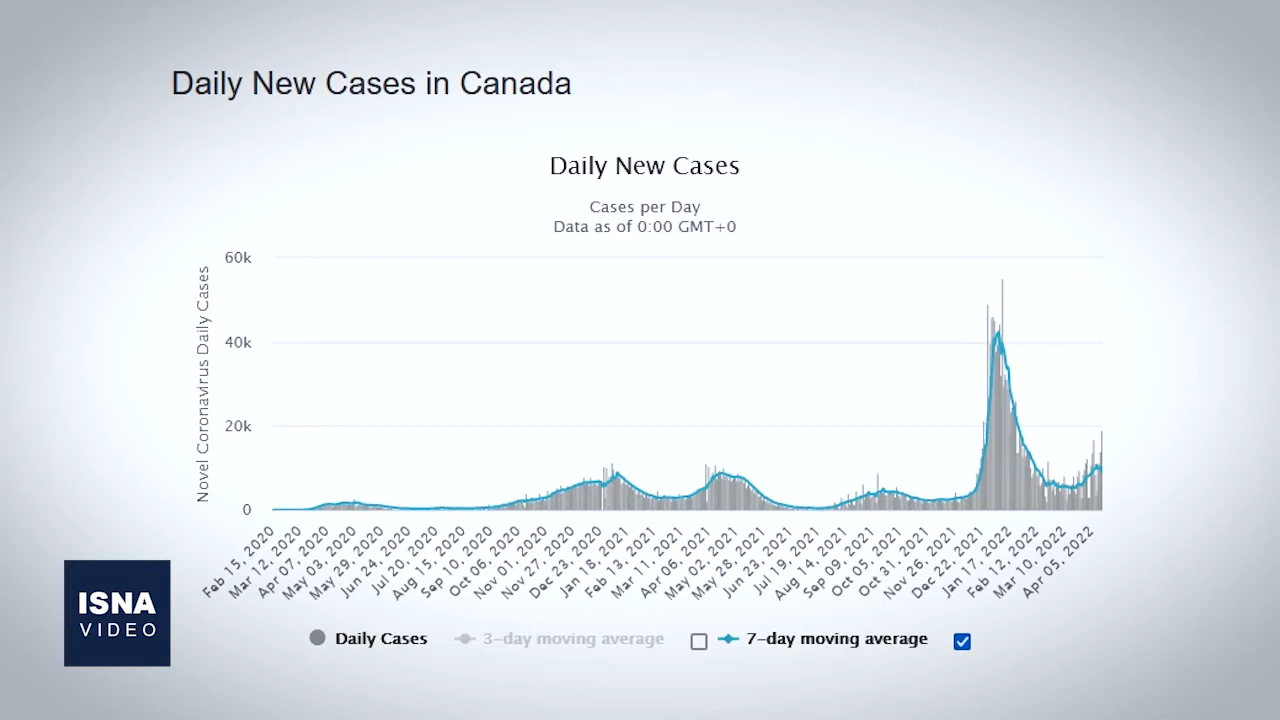 Daily New Cases in Canada
Daily New Cases
Cases per Day
Data as of 0:00 GMT+0
Novel Coronavirus Daily Cases
60k
40k
20k
0
Feb 15, 2020
Mar 12, 2020
Apr 07, 2020
May 03, 2020
May 29, 2020
Jun 24, 2020
Jul 20, 2020
Aug 15, 2020
Sep 10, 2020
Oct 06, 2020
Nov 01, 2020
Nov 27, 2020
Dec 23, 2020
Jan 18, 2021
Feb 13, 2021
Mar 11, 2021
Apr 06, 2021
May 02, 2021
May 28, 2021
Jun 23, 2021
Jul 19, 2021
Aug 14, 2021
Sep 09, 2021
Oct 05, 2021
Oct 31, 2021
Nov 26, 2021
Dec 22, 2021
Jan 17, 2022
Feb 12, 2022
Mar 10, 2022
Apr 05, 2022
Daily Cases 3-day moving average 7-day moving average
ISNA
VIDEO